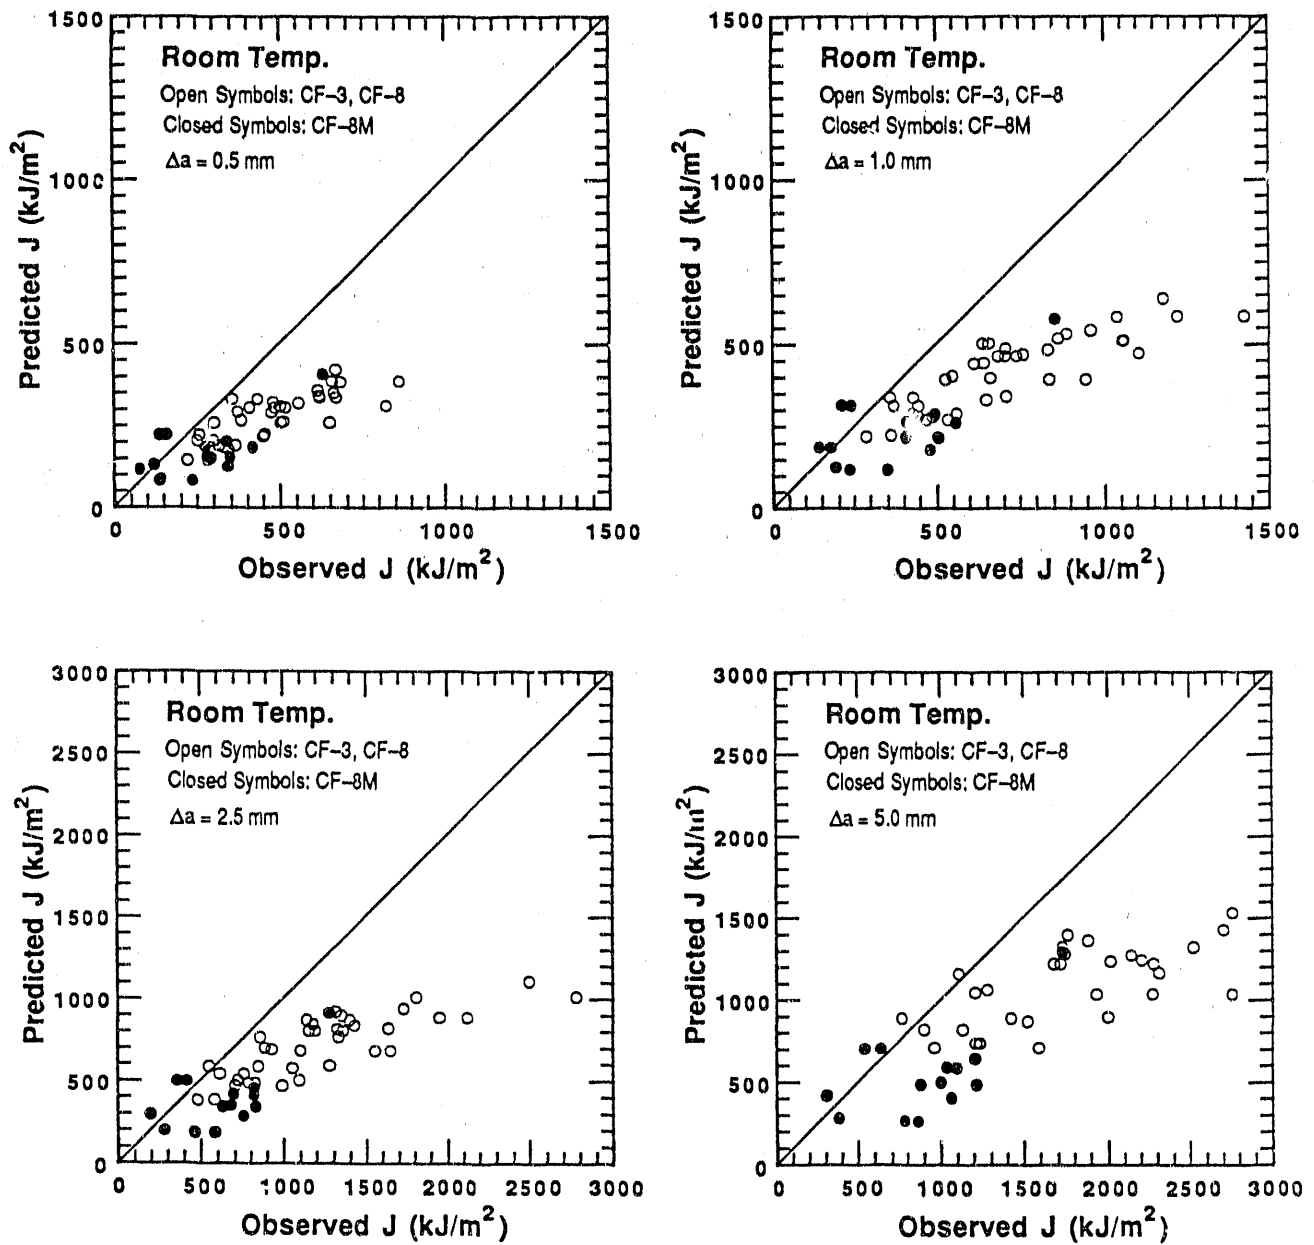 1500
1000
500
0
Predicted J (kJ/m²)
Room Temp.
Open Symbols: CF–3, CF–8
Closed Symbols: CF–8M
Δa = 0.5 mm
0 500 1000 1500
Observed J (kJ/m²)
1500
1000
500
0
Predicted J (kJ/m²)
Room Temp.
Open Symbols: CF–3, CF–8
Closed Symbols: CF–8M
Δa = 1.0 mm
0 500 1000 1500
Observed J (kJ/m²)
3000
2500
2000
1500
1000
500
0
Predicted J (kJ/m²)
Room Temp.
Open Symbols: CF–3, CF–8
Closed Symbols: CF–8M
Δa = 2.5 mm
0 500 1000 1500 2000 2500 3000
Observed J (kJ/m²)
3000
2500
2000
1500
1000
500
0
Predicted J (kJ/m²)
Room Temp.
Open Symbols: CF–3, CF–8
Closed Symbols: CF–8M
Δa = 5.0 mm
0 500 1000 1500 2000 2500 3000
Observed J (kJ/m²)